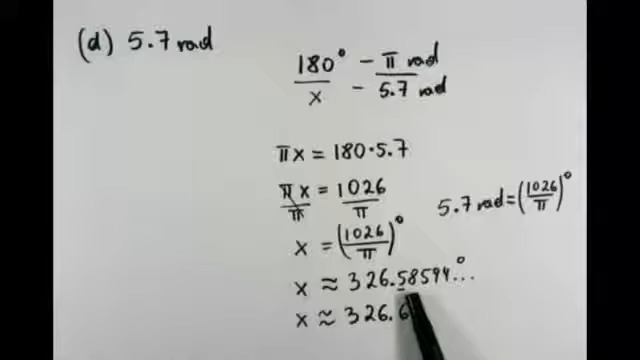 (d) 5.7 rad
180° - π rad
x - 5.7 rad
πx = 180·5.7
πx = 1026
π π
5.7 rad = (1026/π)°
x = (1026/π)°
x ≈ 326.58594...°
x ≈ 326.6